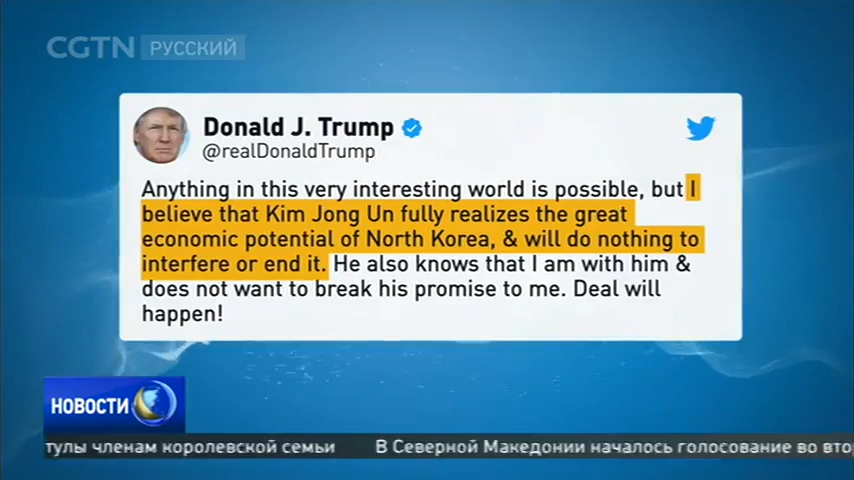 CGTN РУССКИЙ
Donald J. Trump
@realDonaldTrump
Anything in this very interesting world is possible, but I
believe that Kim Jong Un fully realizes the great
economic potential of North Korea, & will do nothing to
interfere or end it. He also knows that I am with him &
does not want to break his promise to me. Deal will
happen!
НОВОСТИ
тулы членам королевской семьи В Северной Македонии началось голосование во втор